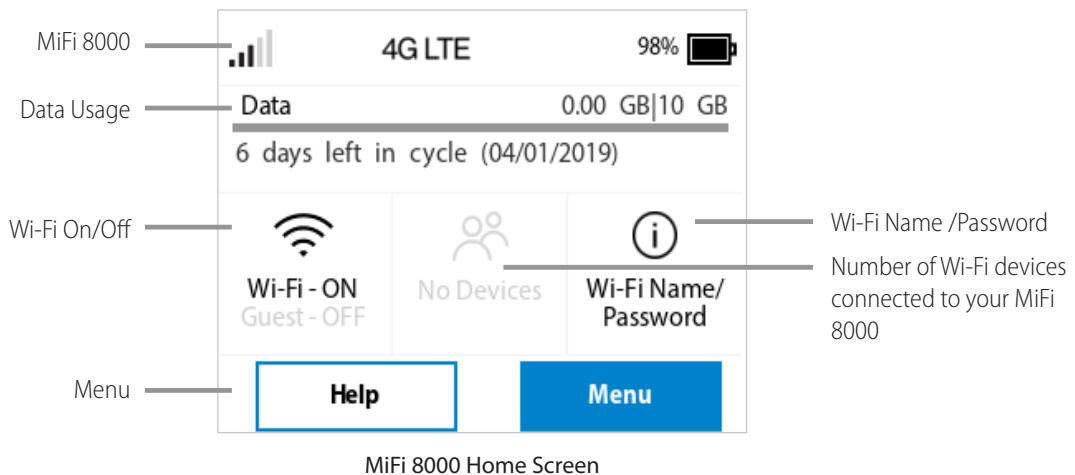 MiFi 8000
4G LTE
98%
Data Usage
Data
0.00 GB|10 GB
6 days left in cycle (04/01/2019)
Wi-Fi On/Off
Wi-Fi - ON
Guest - OFF
No Devices
Wi-Fi Name/
Password
Wi-Fi Name /Password
Number of Wi-Fi devices
connected to your MiFi
8000
Menu
Help
Menu
MiFi 8000 Home Screen